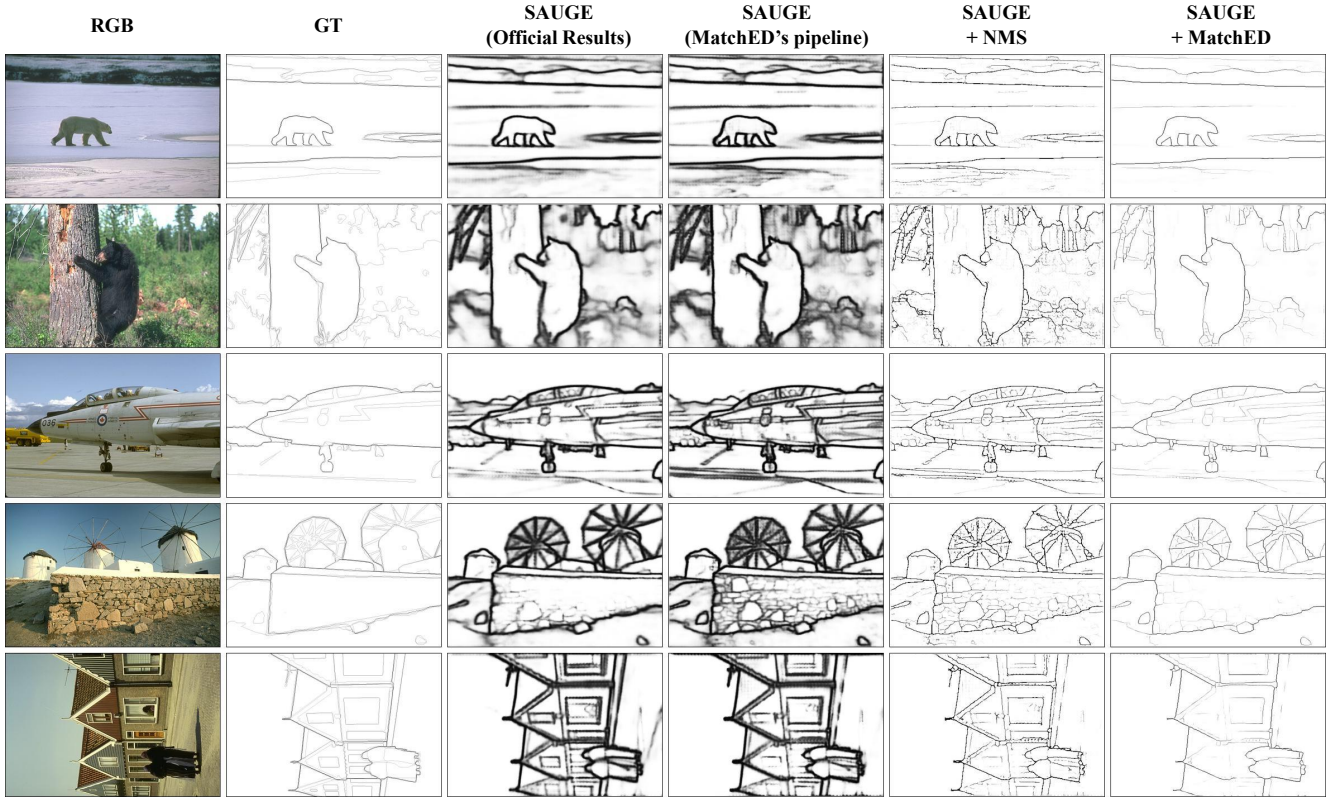 RGB
GT
SAUGE
(Official Results)
SAUGE
(MatchED's pipeline)
SAUGE
+ NMS
SAUGE
+ MatchED
036